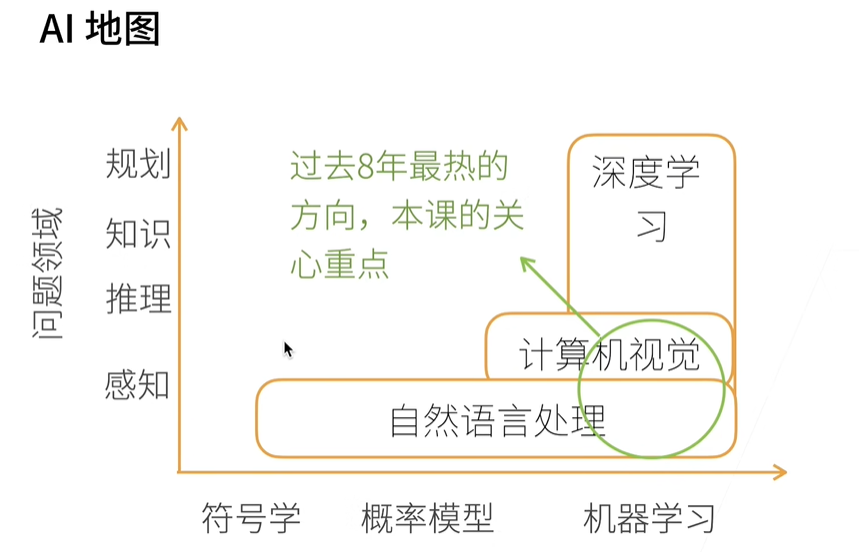 AI 地图
问题领域
规划
知识
推理
感知
过去8年最热的
方向，本课的关
心重点
深度学
习
计算机视觉
自然语言处理
符号学
概率模型
机器学习